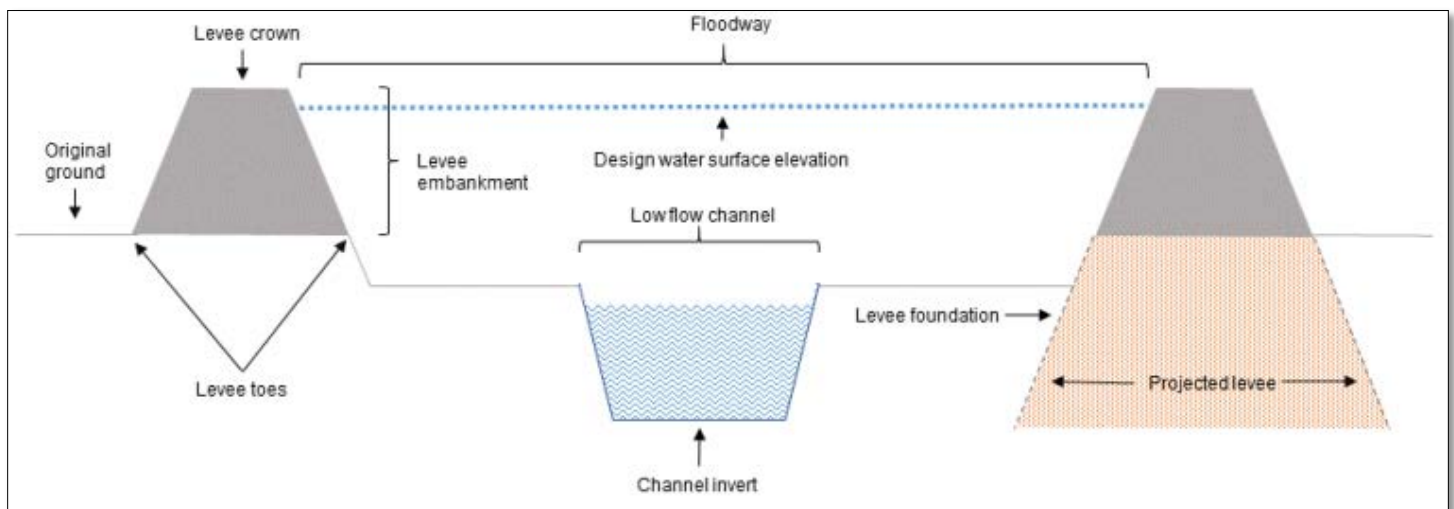 Floodway
Levee crown
Original
ground
Levee
embankment
Design water surface elevation
Low flow channel
Levee foundation
Levee toes
Projected levee
Channel invert